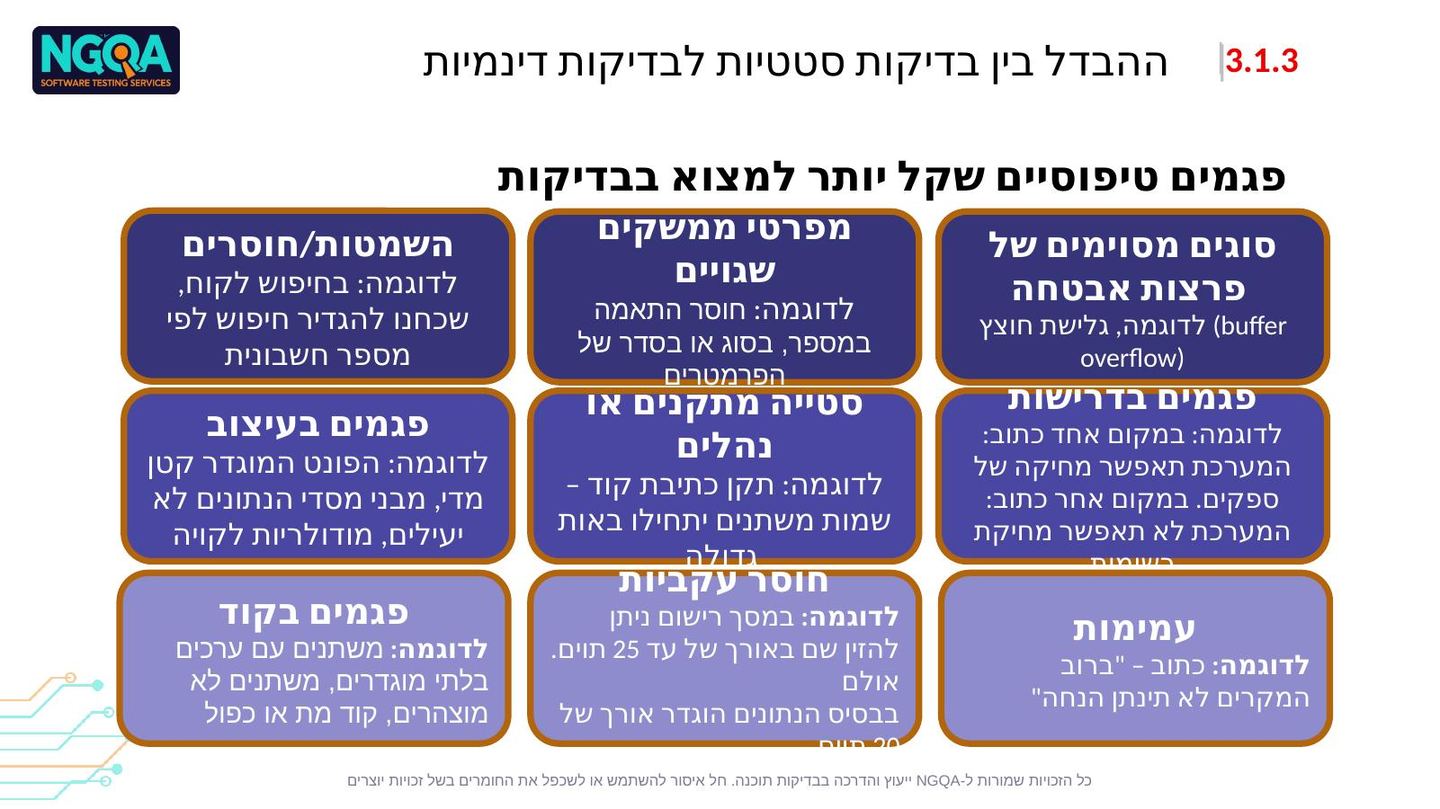 NGQA
SOFTWARE TESTING SERVICES
3.1.3
ההבדל בין בדיקות סטטיות לבדיקות דינמיות
פגמים טיפוסיים שקל יותר למצוא בבדיקות
סוגים מסוימים של
פרצות אבטחה
לדוגמה, גלישת חוצץ (buffer
overflow)
מפרטי ממשקים
שגויים
לדוגמה: חוסר התאמה
במספר, בסוג או בסדר של
הפרמטרים
השמטות/חוסרים
לדוגמה: בחיפוש לקוח,
שכחנו להגדיר חיפוש לפי
מספר חשבונית
פגמים בדרישות
לדוגמה: במקום אחד כתוב:
המערכת תאפשר מחיקה של
ספקים. במקום אחר כתוב:
המערכת לא תאפשר מחיקת
רשומות
סטייה מתקנים או
נהלים
לדוגמה: תקן כתיבת קוד –
שמות משתנים יתחילו באות
גדולה
פגמים בעיצוב
לדוגמה: הפונט המוגדר קטן
מדי, מבני מסדי הנתונים לא
יעילים, מודולריות לקויה
עמימות
לדוגמה: כתוב – "ברוב
המקרים לא תינתן הנחה"
חוסר עקביות
לדוגמה: במסך רישום ניתן
להזין שם באורך של עד 25 תוים.
אולם
בבסיס הנתונים הוגדר אורך של
20 תוים
פגמים בקוד
לדוגמה: משתנים עם ערכים
בלתי מוגדרים, משתנים לא
מוצהרים, קוד מת או כפול
כל הזכויות שמורות ל-NGQA ייעוץ והדרכה בבדיקות תוכנה. חל איסור להשתמש או לשכפל את החומרים בשל זכויות יוצרים